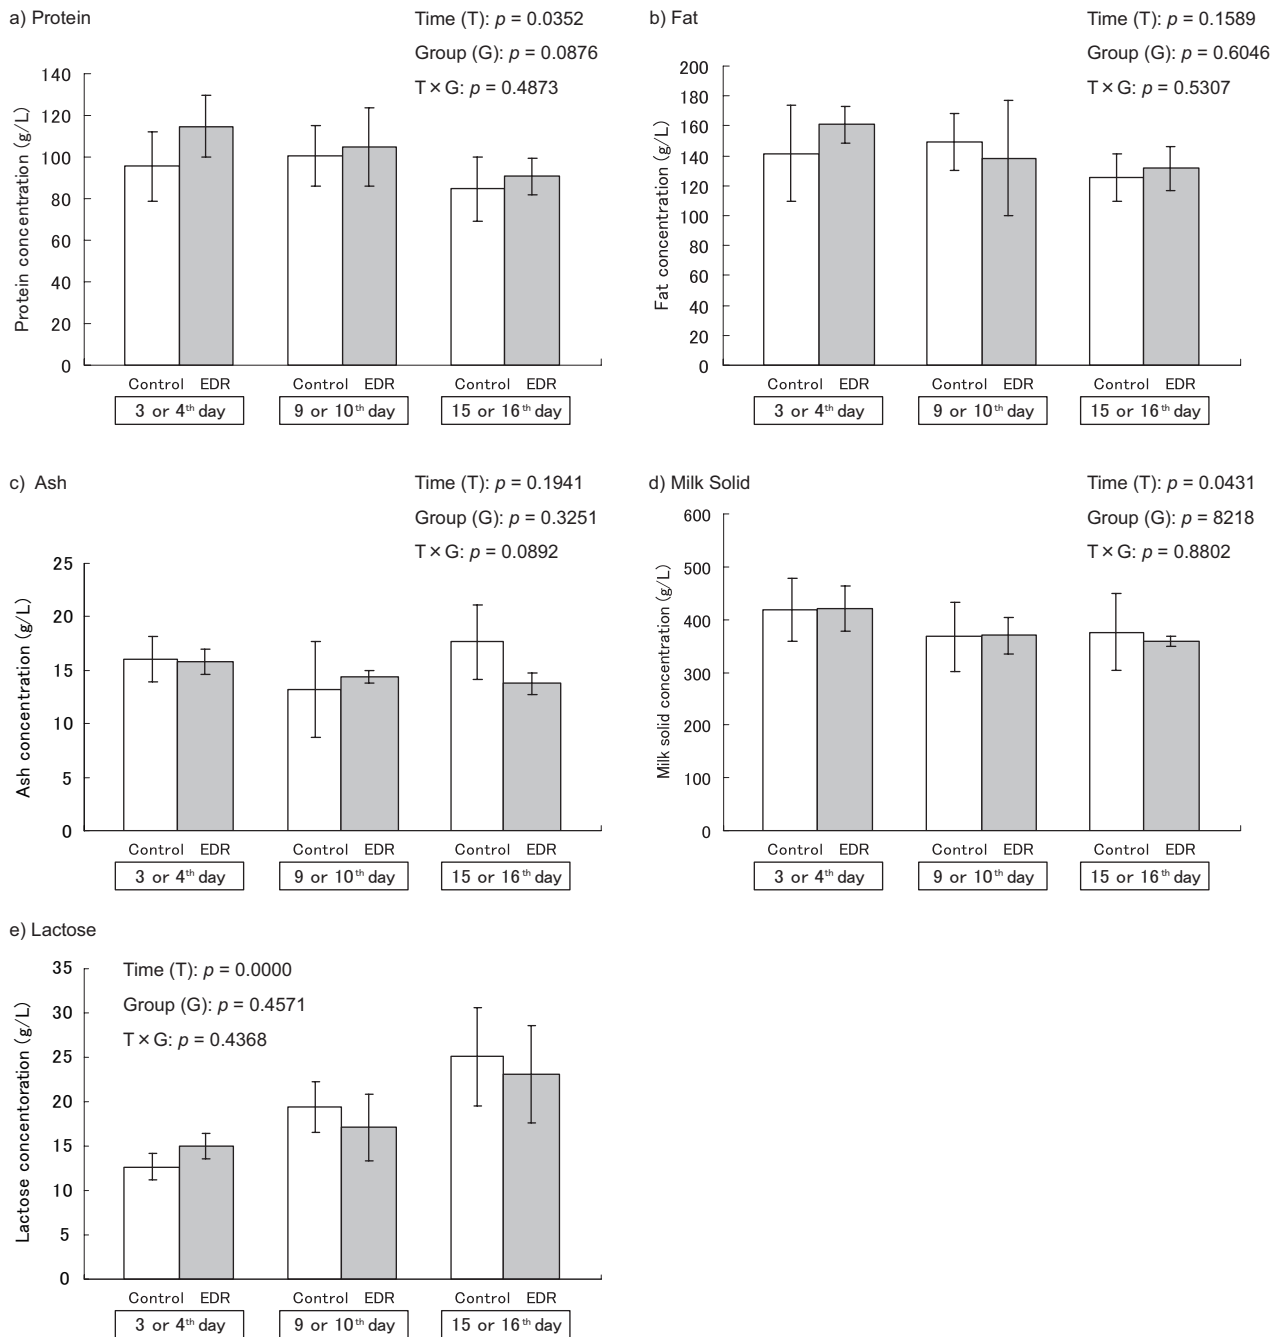 a) Protein
Time (T): p = 0.0352
Group (G): p = 0.0876
T × G: p = 0.4873
Protein concentration (g/L)
140
120
100
80
60
40
20
0
Control EDR Control EDR Control EDR
3 or 4th day 9 or 10th day 15 or 16th day
b) Fat
Time (T): p = 0.1589
Group (G): p = 0.6046
T × G: p = 0.5307
Fat concentration (g/L)
200
180
160
140
120
100
80
60
40
20
0
Control EDR Control EDR Control EDR
3 or 4th day 9 or 10th day 15 or 16th day
c) Ash
Time (T): p = 0.1941
Group (G): p = 0.3251
T × G: p = 0.0892
Ash concentration (g/L)
25
20
15
10
5
0
Control EDR Control EDR Control EDR
3 or 4th day 9 or 10th day 15 or 16th day
d) Milk Solid
Time (T): p = 0.0431
Group (G): p = 8218
T × G: p = 0.8802
Milk solid concentration (g/L)
600
500
400
300
200
100
0
Control EDR Control EDR Control EDR
3 or 4th day 9 or 10th day 15 or 16th day
e) Lactose
Time (T): p = 0.0000
Group (G): p = 0.4571
T × G: p = 0.4368
Lactose concentoration (g/L)
35
30
25
20
15
10
5
0
Control EDR Control EDR Control EDR
3 or 4th day 9 or 10th day 15 or 16th day